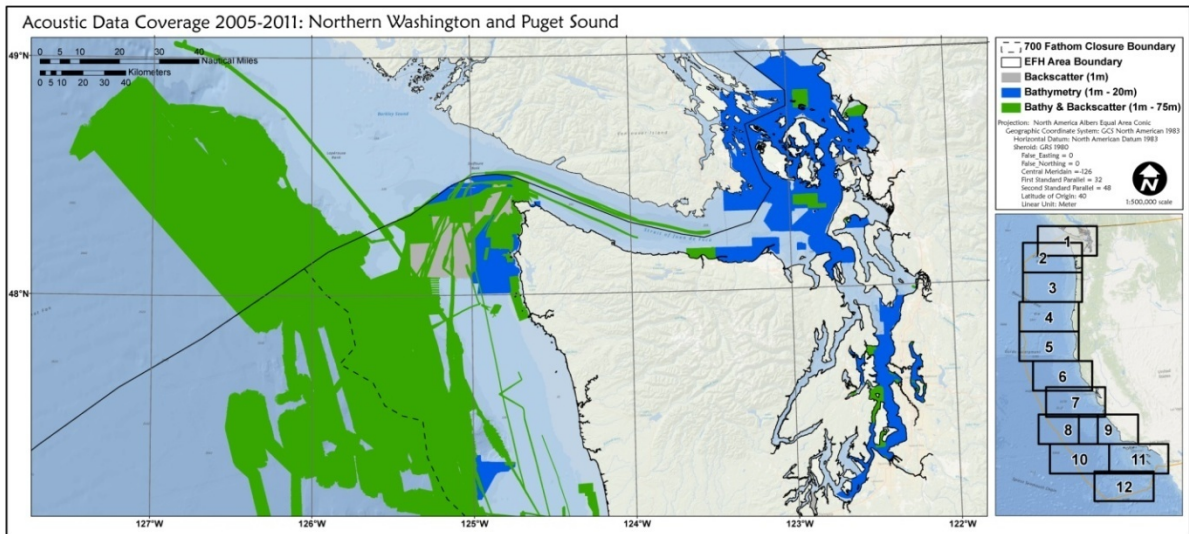 Acoustic Data Coverage 2005-2011: Northern Washington and Puget Sound
49°N
0 5 10 20 30 40
Nautical Miles
Kilometers
0 5 10 20 30 40
48°N
127°W
126°W
125°W
124°W
123°W
122°W
700 Fathom Closure Boundary
EFH Area Boundary
Backscatter (1m)
Bathymetry (1m - 20m)
Bathy & Backscatter (1m - 75m)
Projection: North America Albers Equal Area Conic
Geographic Coordinate System: GCS North American 1983
Horizontal Datum: North American Datum 1983
Sheroid: GRS 1980
False_Easting = 0
False_Northing = 0
Central Meridain =-126
First Standard Parallel = 32
Second Standard Parallel = 48
Latitude of Origin: 40
Linear Unit: Meter
N
1:500,000 scale
1
2
3
4
5
6
7
8 9
10 11
12